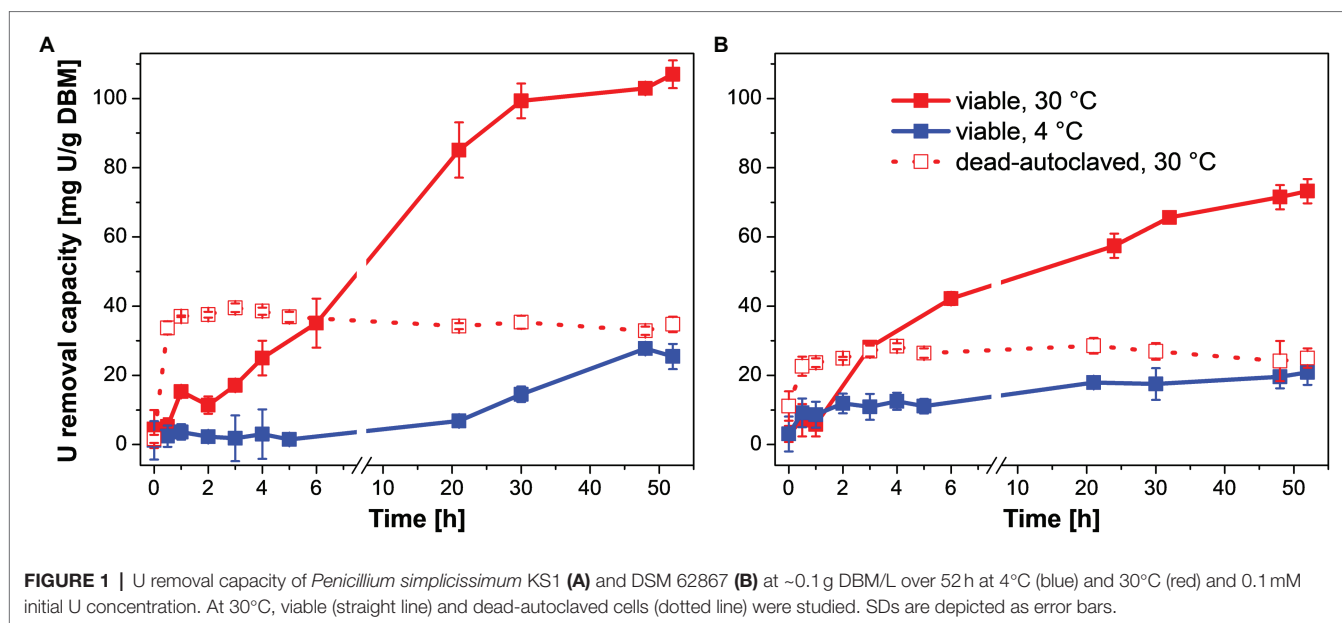 A
B
U removal capacity [mg U/g DBM]
100
80
60
40
20
0
0 2 4 6 10 20 30 40 50
Time [h]
100
80
60
40
20
0
viable, 30 °C
viable, 4 °C
dead-autoclaved, 30 °C
0 2 4 6 10 20 30 40 50
Time [h]
FIGURE 1 | U removal capacity of Penicillium simplicissimum KS1 (A) and DSM 62867 (B) at ~0.1 g DBM/L over 52 h at 4°C (blue) and 30°C (red) and 0.1 mM
initial U concentration. At 30°C, viable (straight line) and dead-autoclaved cells (dotted line) were studied. SDs are depicted as error bars.